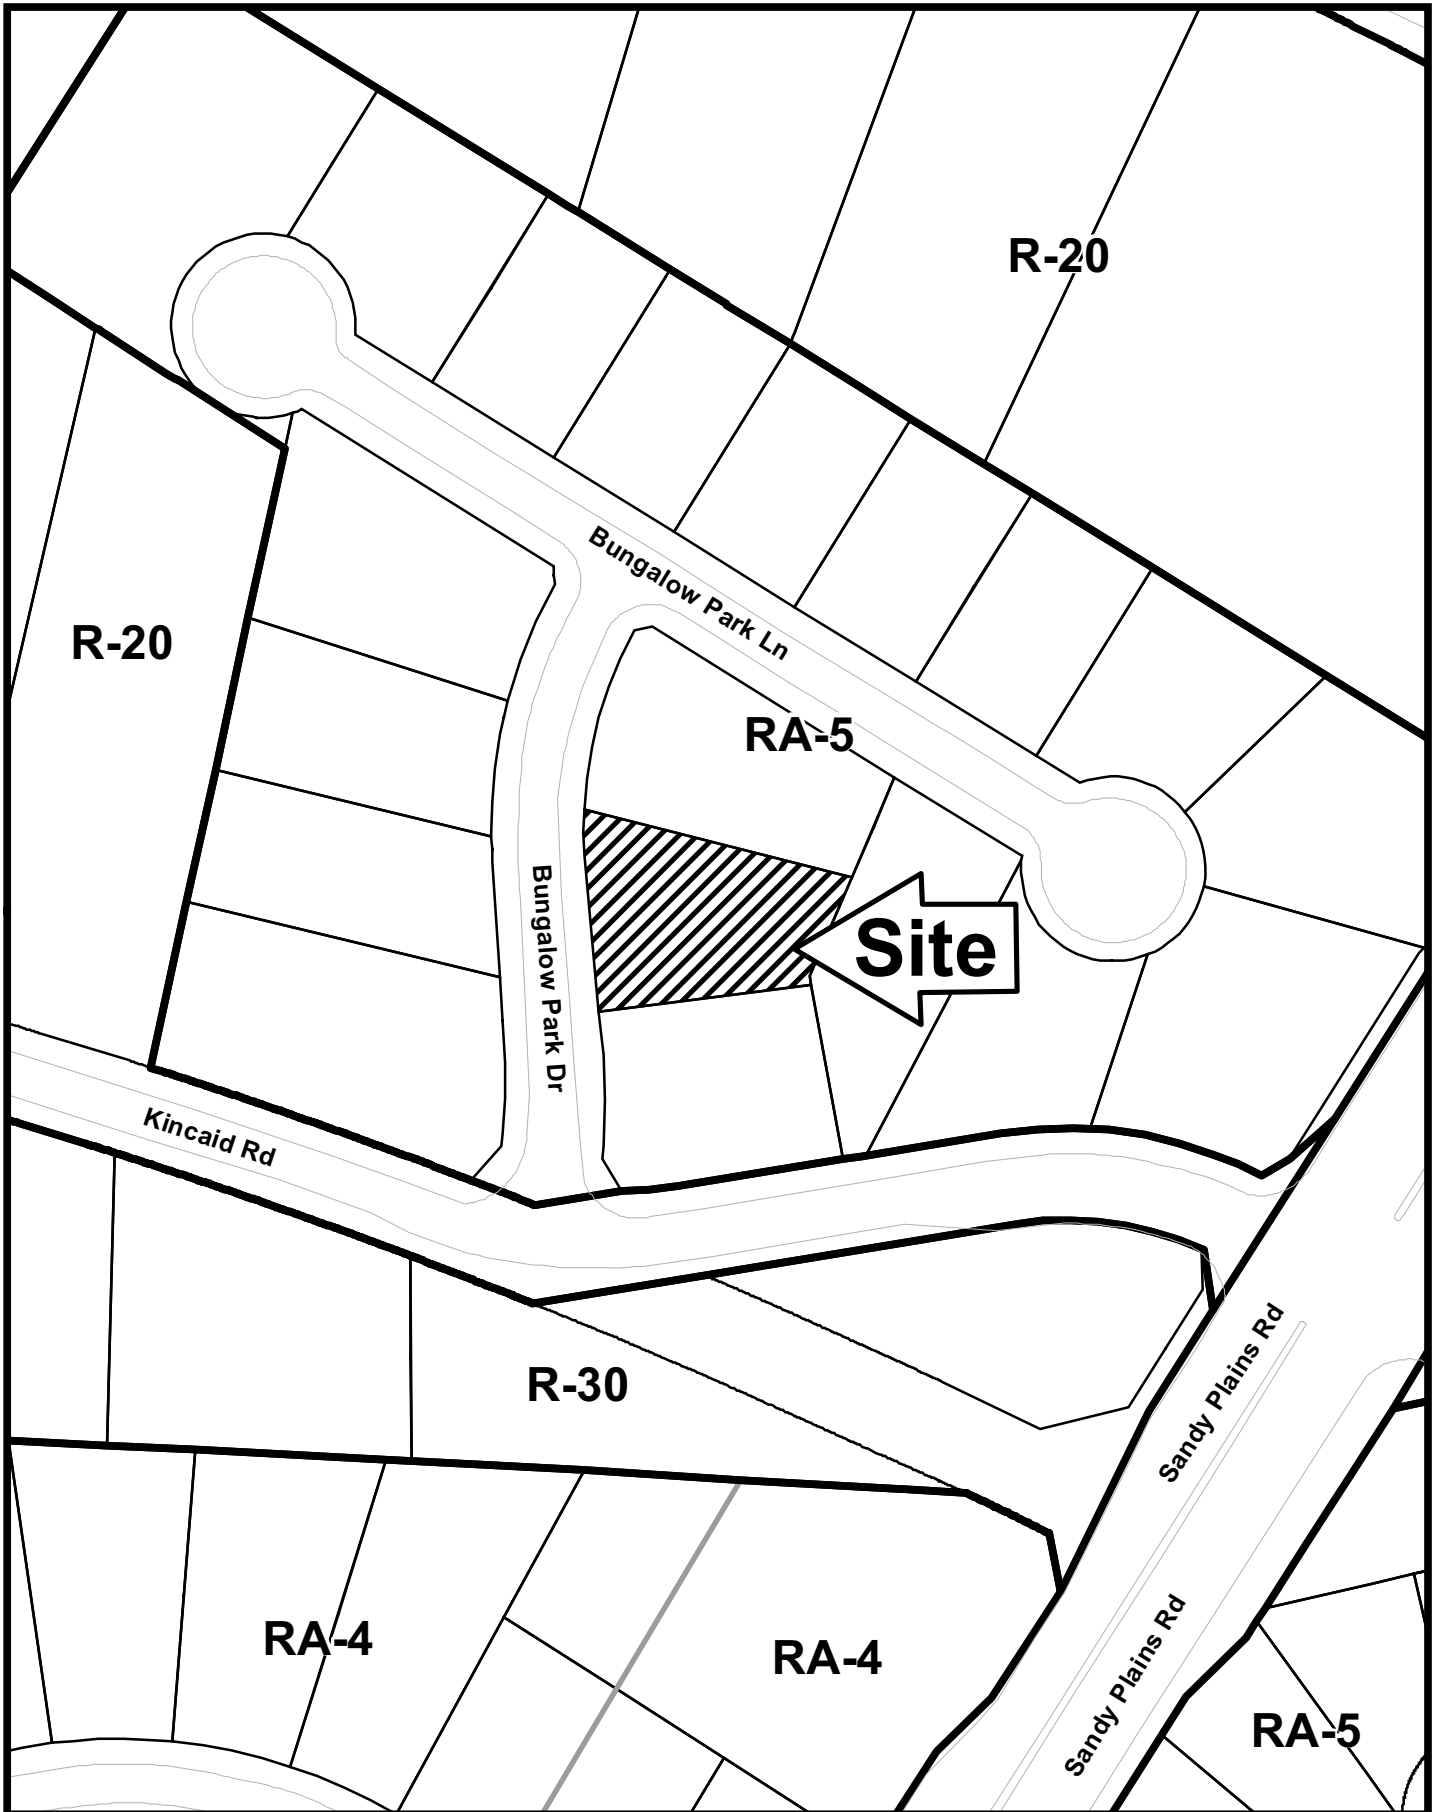 R-20
Bungalow Park Ln
R-20
RA-5
Bungalow Park Dr
Site
Kincaid Rd
Sandy Plains Rd
R-30
Sandy Plains Rd
RA-4
RA-4
RA-5